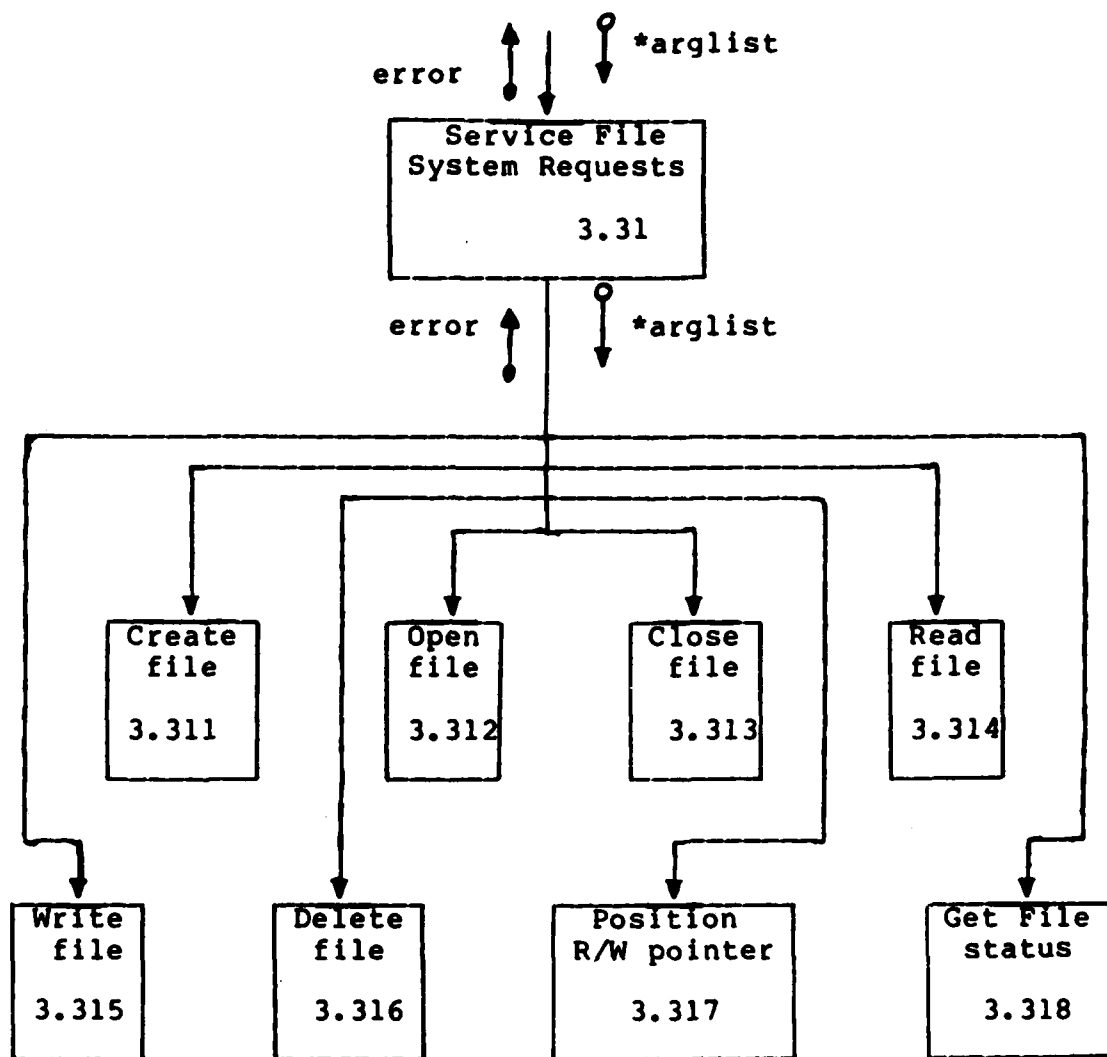 *arglist
error
Service File
System Requests
3.31
error
*arglist
Create
file
3.311
Open
file
3.312
Close
file
3.313
Read
file
3.314
Write
file
3.315
Delete
file
3.316
Position
R/W pointer
3.317
Get File
status
3.318